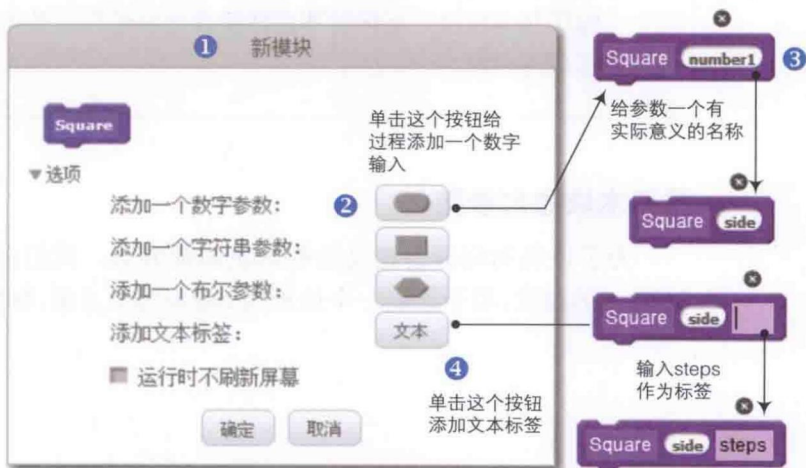 1 新模块
Square
▼选项
添加一个数字参数:
2
添加一个字符串参数:
添加一个布尔参数:
添加文本标签:
文本
运行时不刷新屏幕
确定 取消
单击这个按钮给
过程添加一个数字
输入
4
单击这个按钮
添加文本标签
Square number1
3
给参数一个有
实际意义的名称
Square side
Square side
输入steps
作为标签
Square side steps